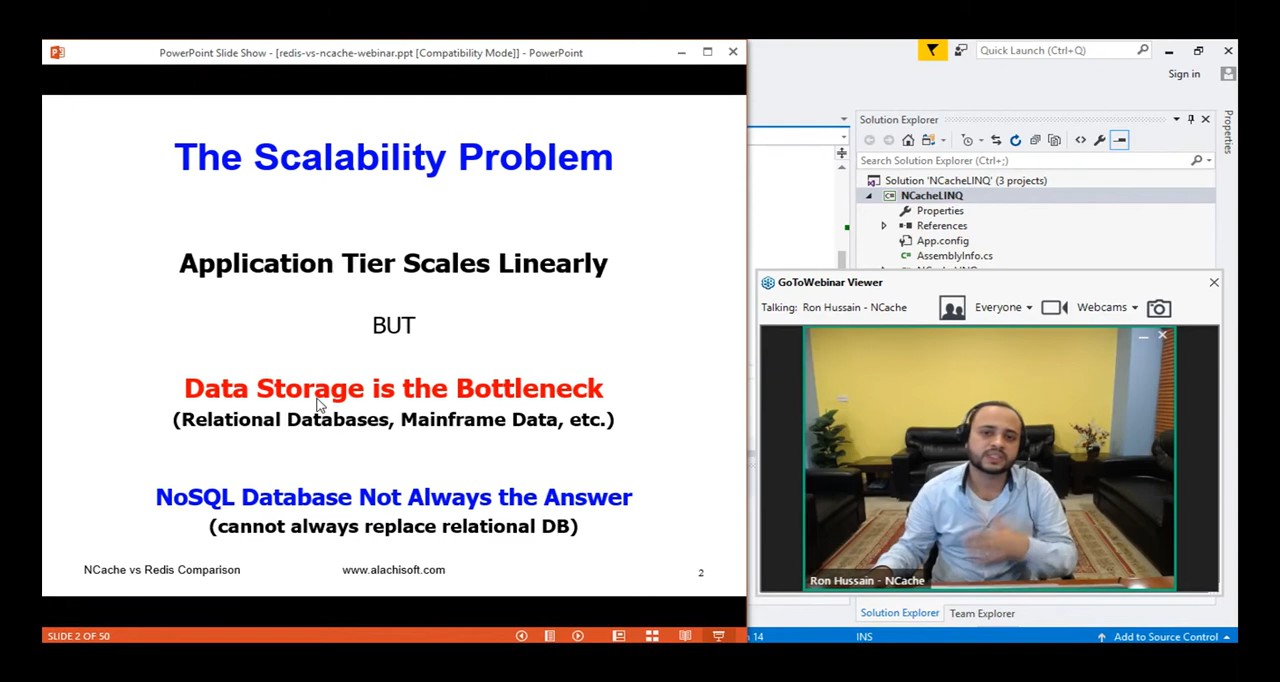 PowerPoint Slide Show - [redis-vs-ncache-webinar.ppt [Compatibility Mode]] - PowerPoint
The Scalability Problem
Application Tier Scales Linearly
BUT
Data Storage is the Bottleneck
(Relational Databases, Mainframe Data, etc.)
NoSQL Database Not Always the Answer
(cannot always replace relational DB)
NCache vs Redis Comparison
www.alachisoft.com
2
SLIDE 2 OF 50
Quick Launch (Ctrl+Q)
Sign in
Solution Explorer
Properties
Search Solution Explorer (Ctrl+;)
Solution 'NCacheLINQ' (3 projects)
NCacheLINQ
Properties
References
App.config
AssemblyInfo.cs
GoToWebinar Viewer
Talking: Ron Hussain - NCache
Everyone
Webcams
Ron Hussain - NCache
Solution Explorer
Team Explorer
14
INS
Add to Source Control